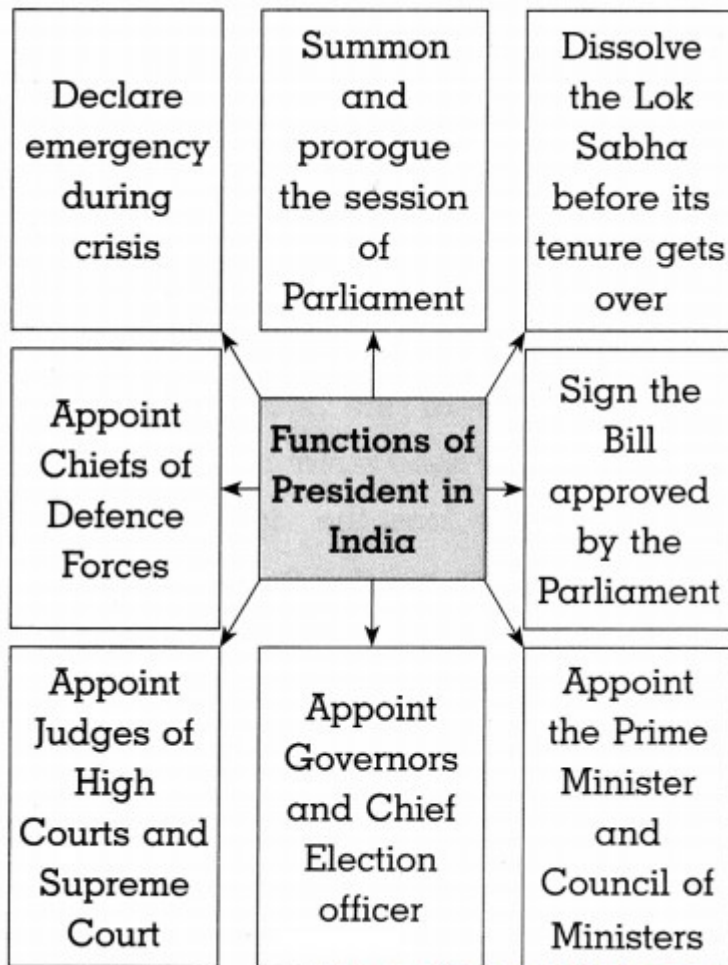 Declare
emergency
during
crisis
Summon
and
prorogue
the session
of
Parliament
Dissolve
the Lok
Sabha
before its
tenure gets
over
Appoint
Chiefs of
Defence
Forces
Functions of
President in
India
Sign the
Bill
approved
by the
Parliament
Appoint
Judges of
High
Courts and
Supreme
Court
Appoint
Governors
and Chief
Election
officer
Appoint
the Prime
Minister
and
Council of
Ministers